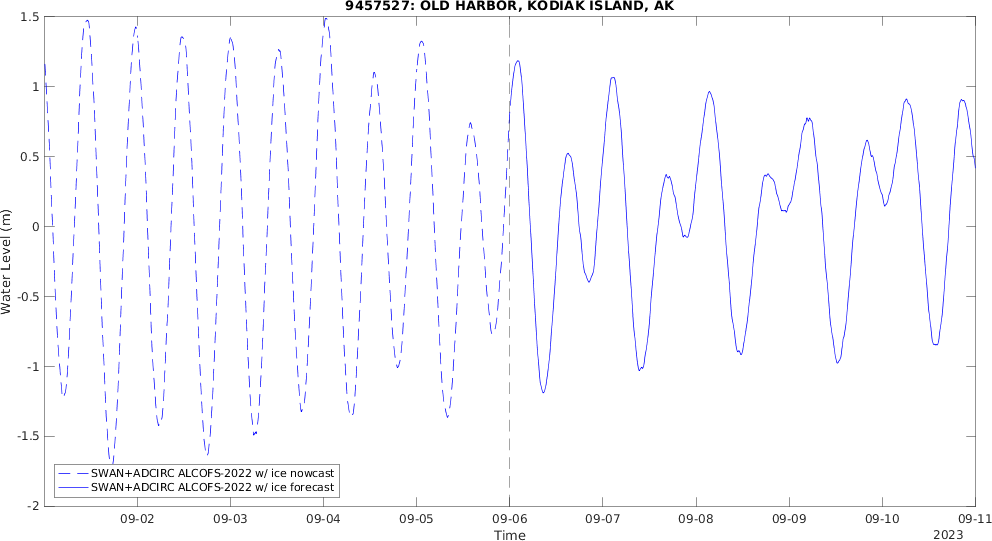 9457527: OLD HARBOR, KODIAK ISLAND, AK
Water Level (m)
1.5
1
0.5
0
-0.5
-1
-1.5
-2
SWAN+ADCIRC ALCOFS-2022 w/ ice nowcast
SWAN+ADCIRC ALCOFS-2022 w/ ice forecast
09-02 09-03 09-04 09-05 09-06 09-07 09-08 09-09 09-10 09-11
Time
2023